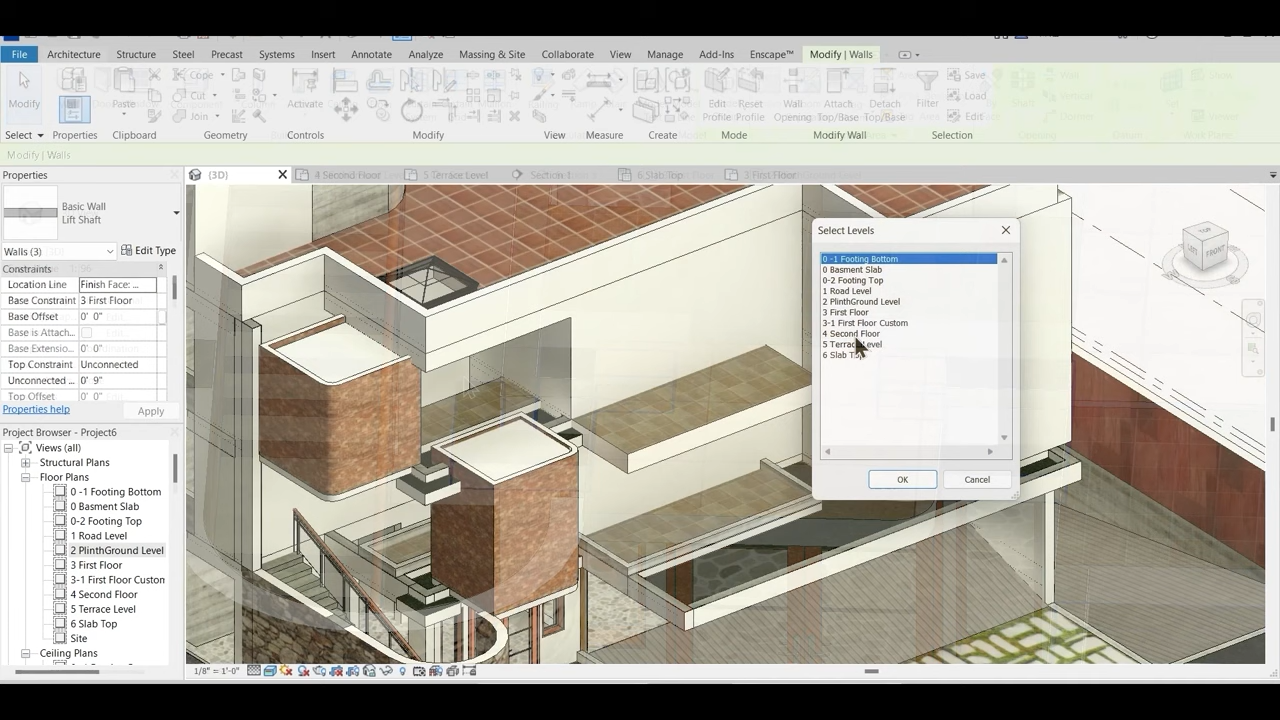 File Architecture Structure Steel Precast Systems Insert Annotate Analyze Massing & Site Collaborate View Manage Add-Ins Enscape™ Modify | Walls
Modify Paste Cope Cut Join Activate Edit Profile Reset Profile Wall Opening Attach Top/Base Detach Top/Base Filter Save Load Edit
Select Properties Clipboard Geometry Controls Modify View Measure Create Mode Modify Wall Selection
Modify | Walls
Properties
{3D} 4 Second Floor 5 Terrace Level Section 1 6 Slab Top 3 First Floor
Basic Wall
Lift Shaft
Walls (3) Edit Type
Constraints
Location Line Finish Face: ...
Base Constraint 3 First Floor
Base Offset 0' 0"
Base is Attach...
Base Extensio... 0' 0"
Top Constraint Unconnected
Unconnected ... 0' 9"
Top Offset 0' 0"
Properties help Apply
Project Browser - Project6
Views (all)
Structural Plans
Floor Plans
0 -1 Footing Bottom
0 Basment Slab
0-2 Footing Top
1 Road Level
2 PlinthGround Level
3 First Floor
3-1 First Floor Custon
4 Second Floor
5 Terrace Level
6 Slab Top
Site
Ceiling Plans
Select Levels
0 -1 Footing Bottom
0 Basment Slab
0-2 Footing Top
1 Road Level
2 PlinthGround Level
3 First Floor
3-1 First Floor Custom
4 Second Floor
5 Terrace Level
6 Slab
OK Cancel
TOP
FRONT
1/8" = 1'-0"